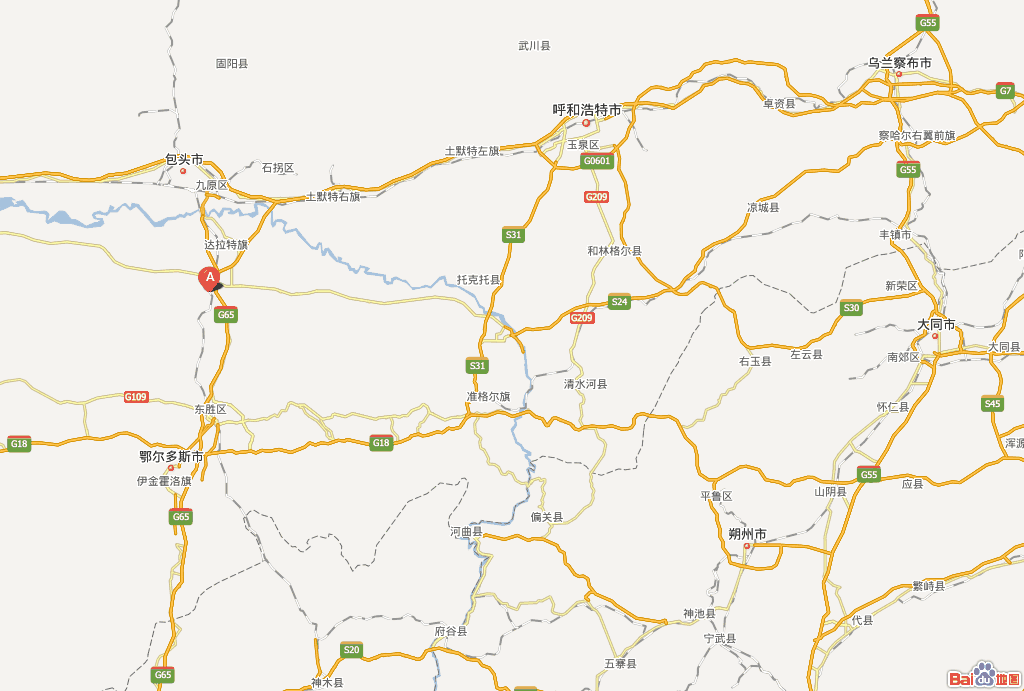 G55
武川县
固阳县
乌兰察布市
G7
呼和浩特市
卓资县
察哈尔右翼前旗
玉泉区
土默特左旗
包头市
G0601
石拐区
G55
九原区
土默特右旗
G209
凉城县
S31
丰镇市
达拉特旗
和林格尔县
A
托克托县
新荣区
S24
S30
G65
G209
大同市
大同县
左云县
南郊区
右玉县
S31
清水河县
G109
准格尔旗
S45
怀仁县
东胜区
G18
G18
浑源
鄂尔多斯市
G55
伊金霍洛旗
应县
山阴县
平鲁区
G65
偏关县
河曲县
朔州市
繁峙县
神池县
代县
府谷县
宁武县
S20
五寨县
G65
神木县
Bai du 地图